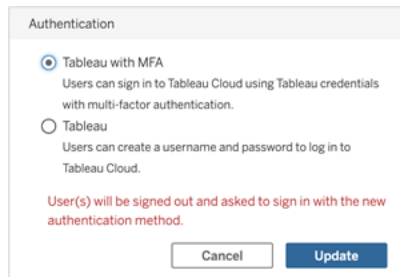 Authentication
Tableau with MFA
Users can sign in to Tableau Cloud using Tableau credentials
with multi-factor authentication.
Tableau
Users can create a username and password to log in to
Tableau Cloud.
User(s) will be signed out and asked to sign in with the new
authentication method.
Cancel Update